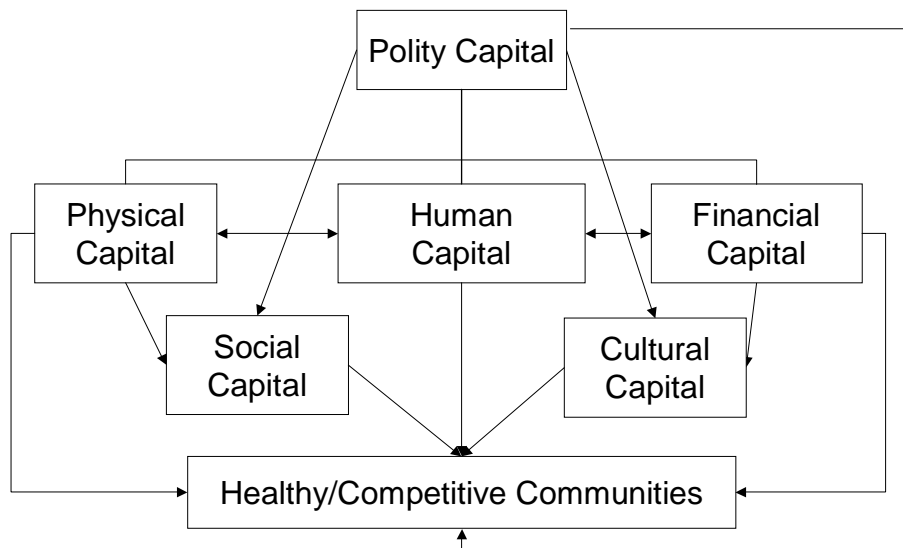 Polity Capital
Physical
Capital
Human
Capital
Financial
Capital
Social
Capital
Cultural
Capital
Healthy/Competitive Communities